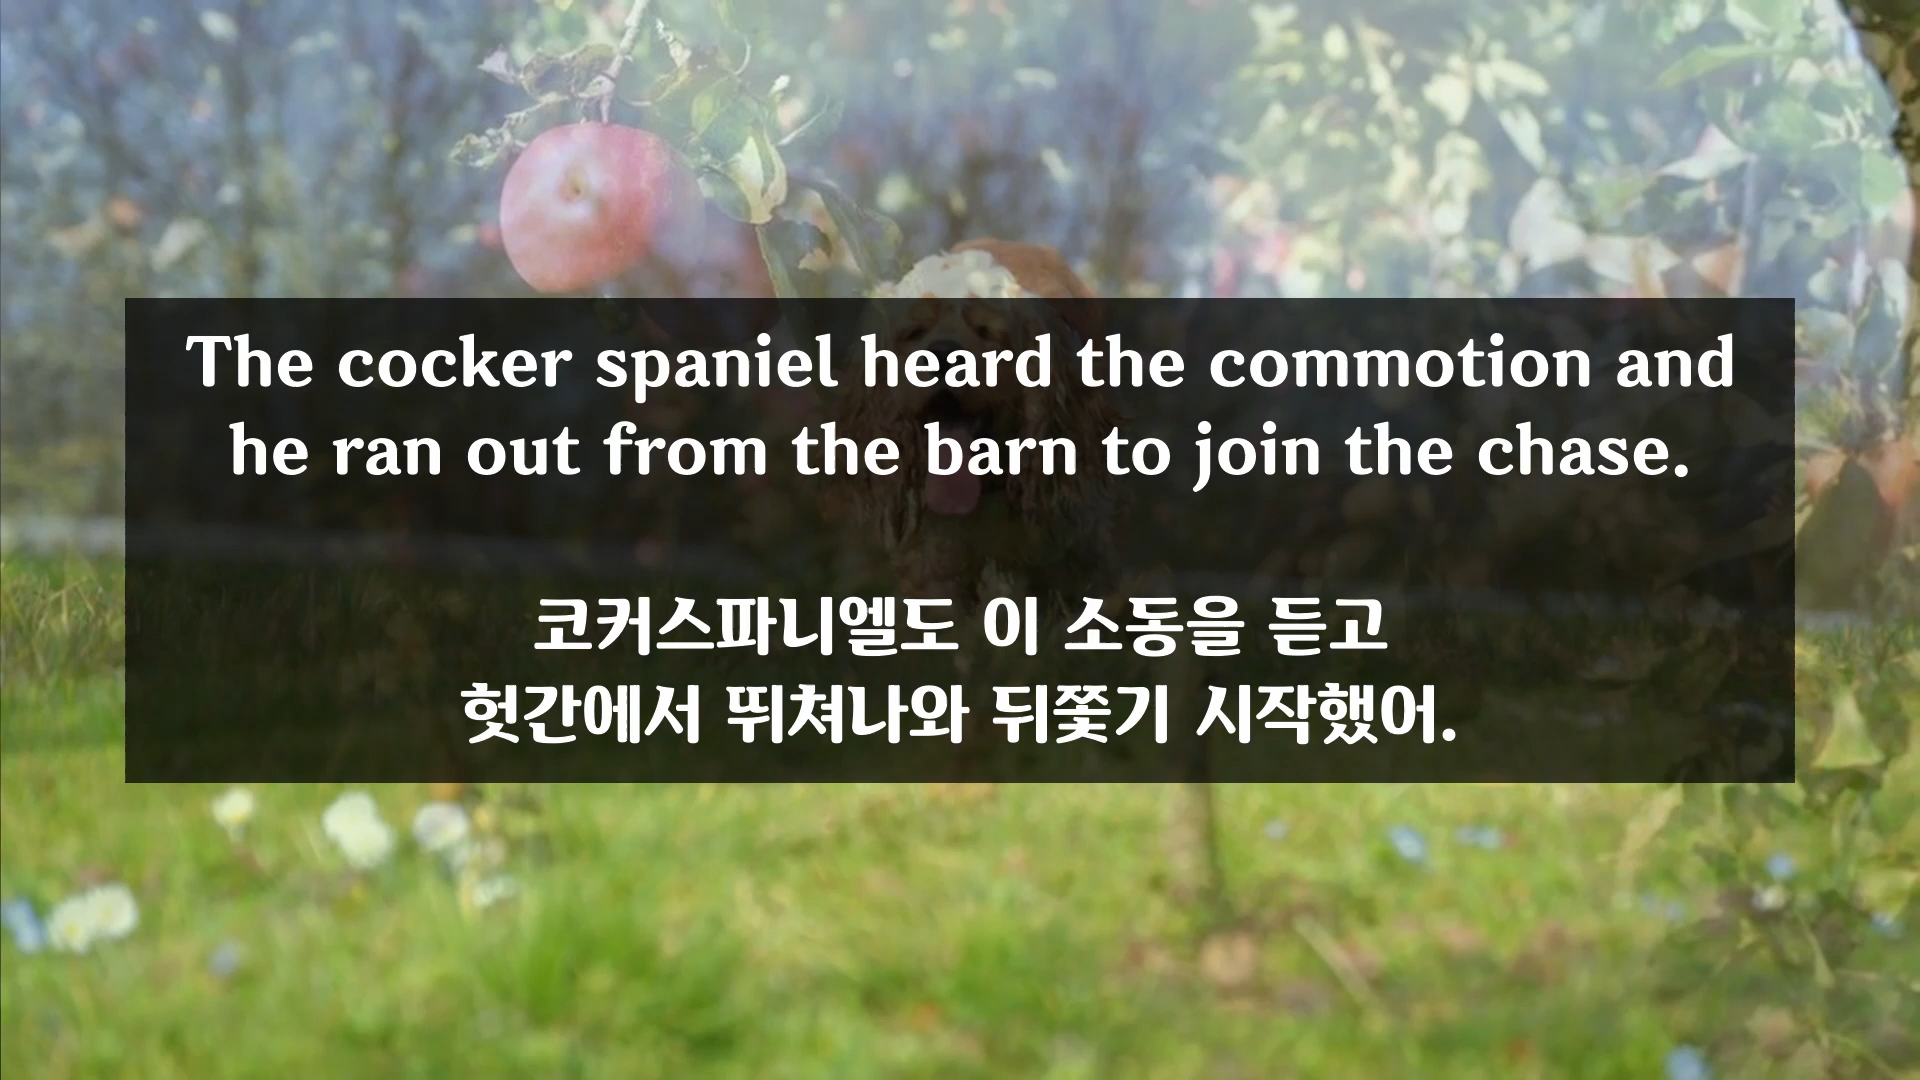 The cocker spaniel heard the commotion and
he ran out from the barn to join the chase.
코커스파니엘도 이 소동을 듣고
헛간에서 뛰쳐나와 뒤쫓기 시작했어.